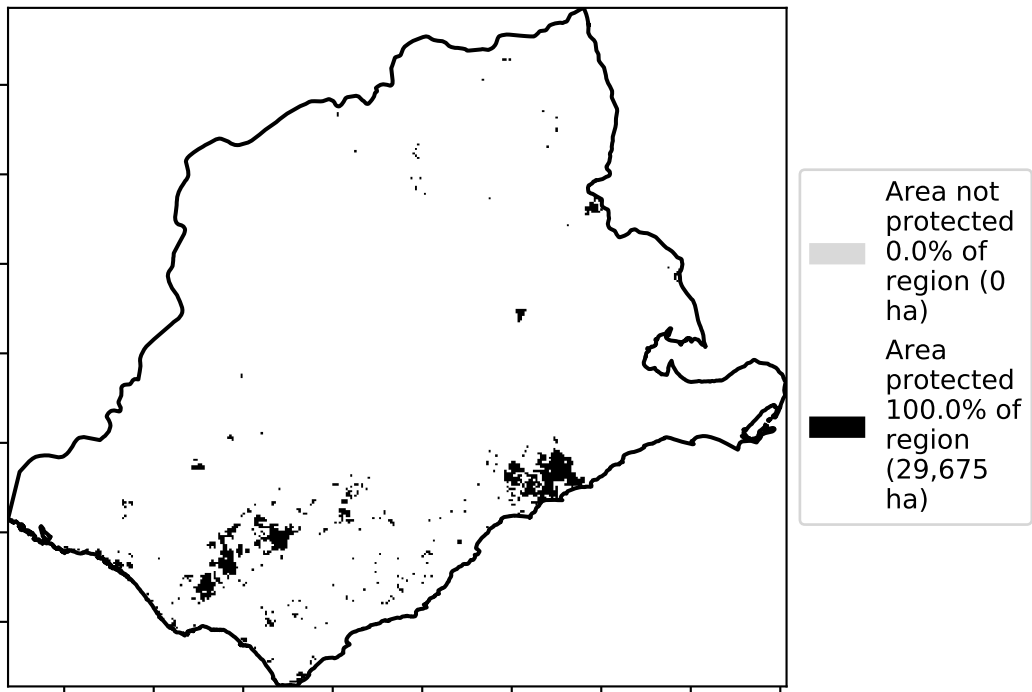 Area not
protected
0.0% of
region (0
ha)
Area
protected
100.0% of
region
(29,675
ha)